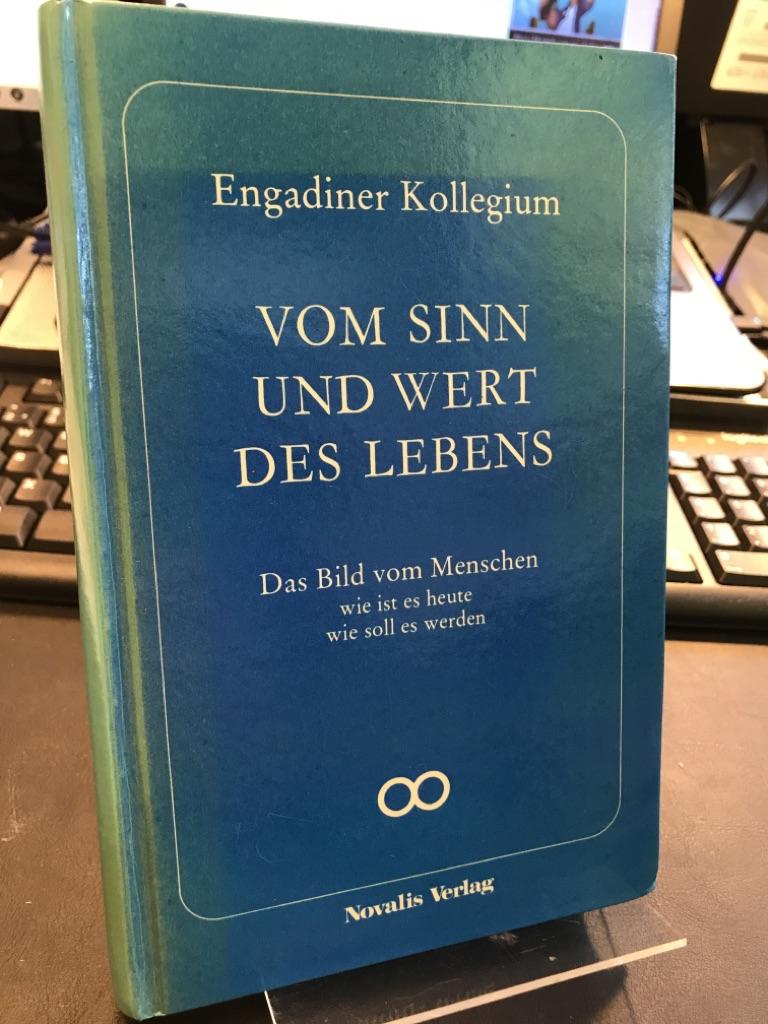 Engadiner Kollegium
VOM SINN
UND WERT
DES LEBENS
Das Bild vom Menschen
wie ist es heute
wie soll es werden
Novalis Verlag